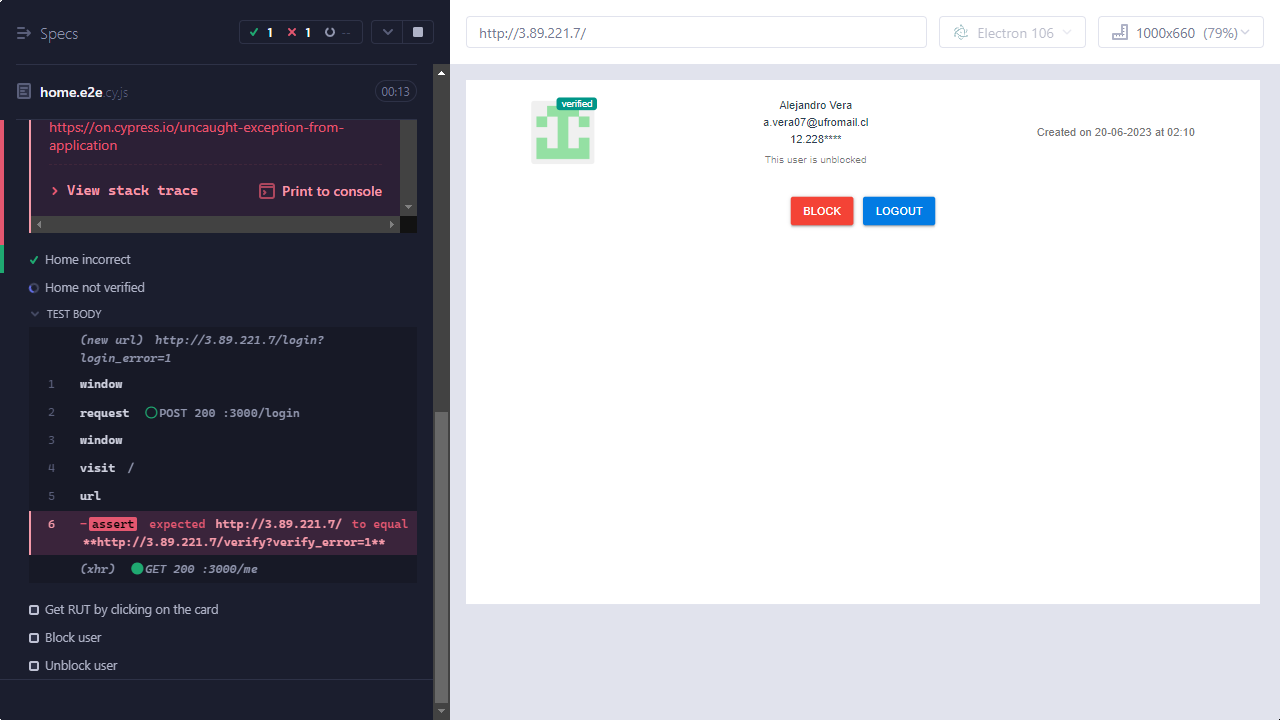 Specs
1
1
--
home.e2e.cy.js
00:13
https://on.cypress.io/uncaught-exception-from-
application
> View stack trace
Print to console
Home incorrect
Home not verified
TEST BODY
(new url) http://3.89.221.7/login?
login_error=1
1 window
2 request POST 200 :3000/login
3 window
4 visit /
5 url
6 -assert expected http://3.89.221.7/ to equal
**http://3.89.221.7/verify?verify_error=1**
(xhr) GET 200 :3000/me
Get RUT by clicking on the card
Block user
Unblock user
http://3.89.221.7/
Electron 106
1000x660 (79%)
verified
Alejandro Vera
a.vera07@ufromail.cl
12.228****
This user is unblocked
Created on 20-06-2023 at 02:10
BLOCK
LOGOUT